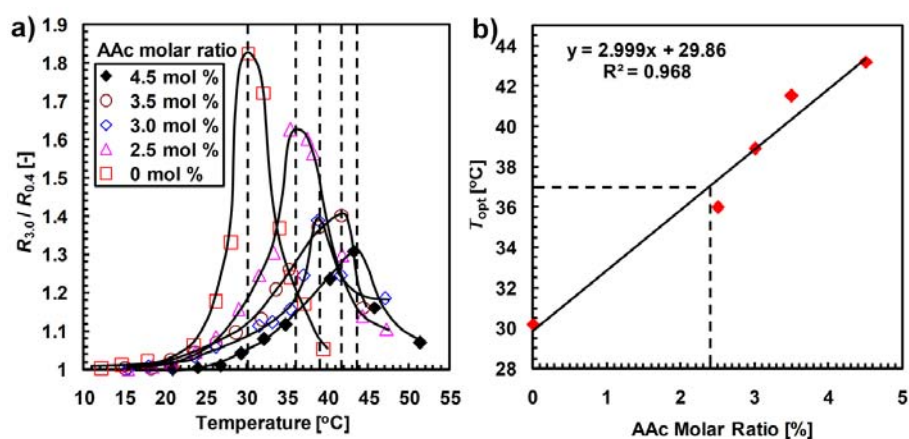 a)
AAc molar ratio
4.5 mol %
3.5 mol %
3.0 mol %
2.5 mol %
0 mol %
R3.0 / R0.4 [-]
1.9
1.8
1.7
1.6
1.5
1.4
1.3
1.2
1.1
1
10 15 20 25 30 35 40 45 50 55
Temperature [°C]
b)
y = 2.999x + 29.86
R² = 0.968
Topt [°C]
44
42
40
38
36
34
32
30
28
0 1 2 3 4 5
AAc Molar Ratio [%]